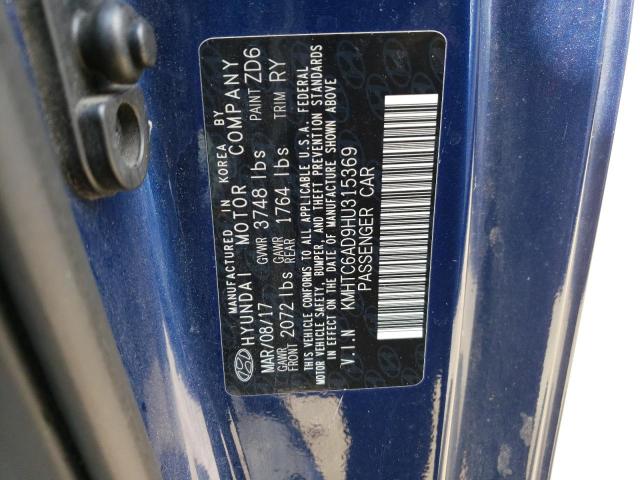 MANUFACTURED IN KOREA BY
HYUNDAI MOTOR COMPANY
MAR/08/17 GVWR 3748 lbs PAINT ZD6
GAWR FRONT 2072 lbs GAWR REAR 1764 lbs TRIM RY
THIS VEHICLE CONFORMS TO ALL APPLICABLE U.S.A. FEDERAL
MOTOR VEHICLE SAFETY, BUMPER, AND THEFT PREVENTION STANDARDS
IN EFFECT ON THE DATE OF MANUFACTURE SHOWN ABOVE
V.I.N KMHTC6AD9HU315369
PASSENGER CAR